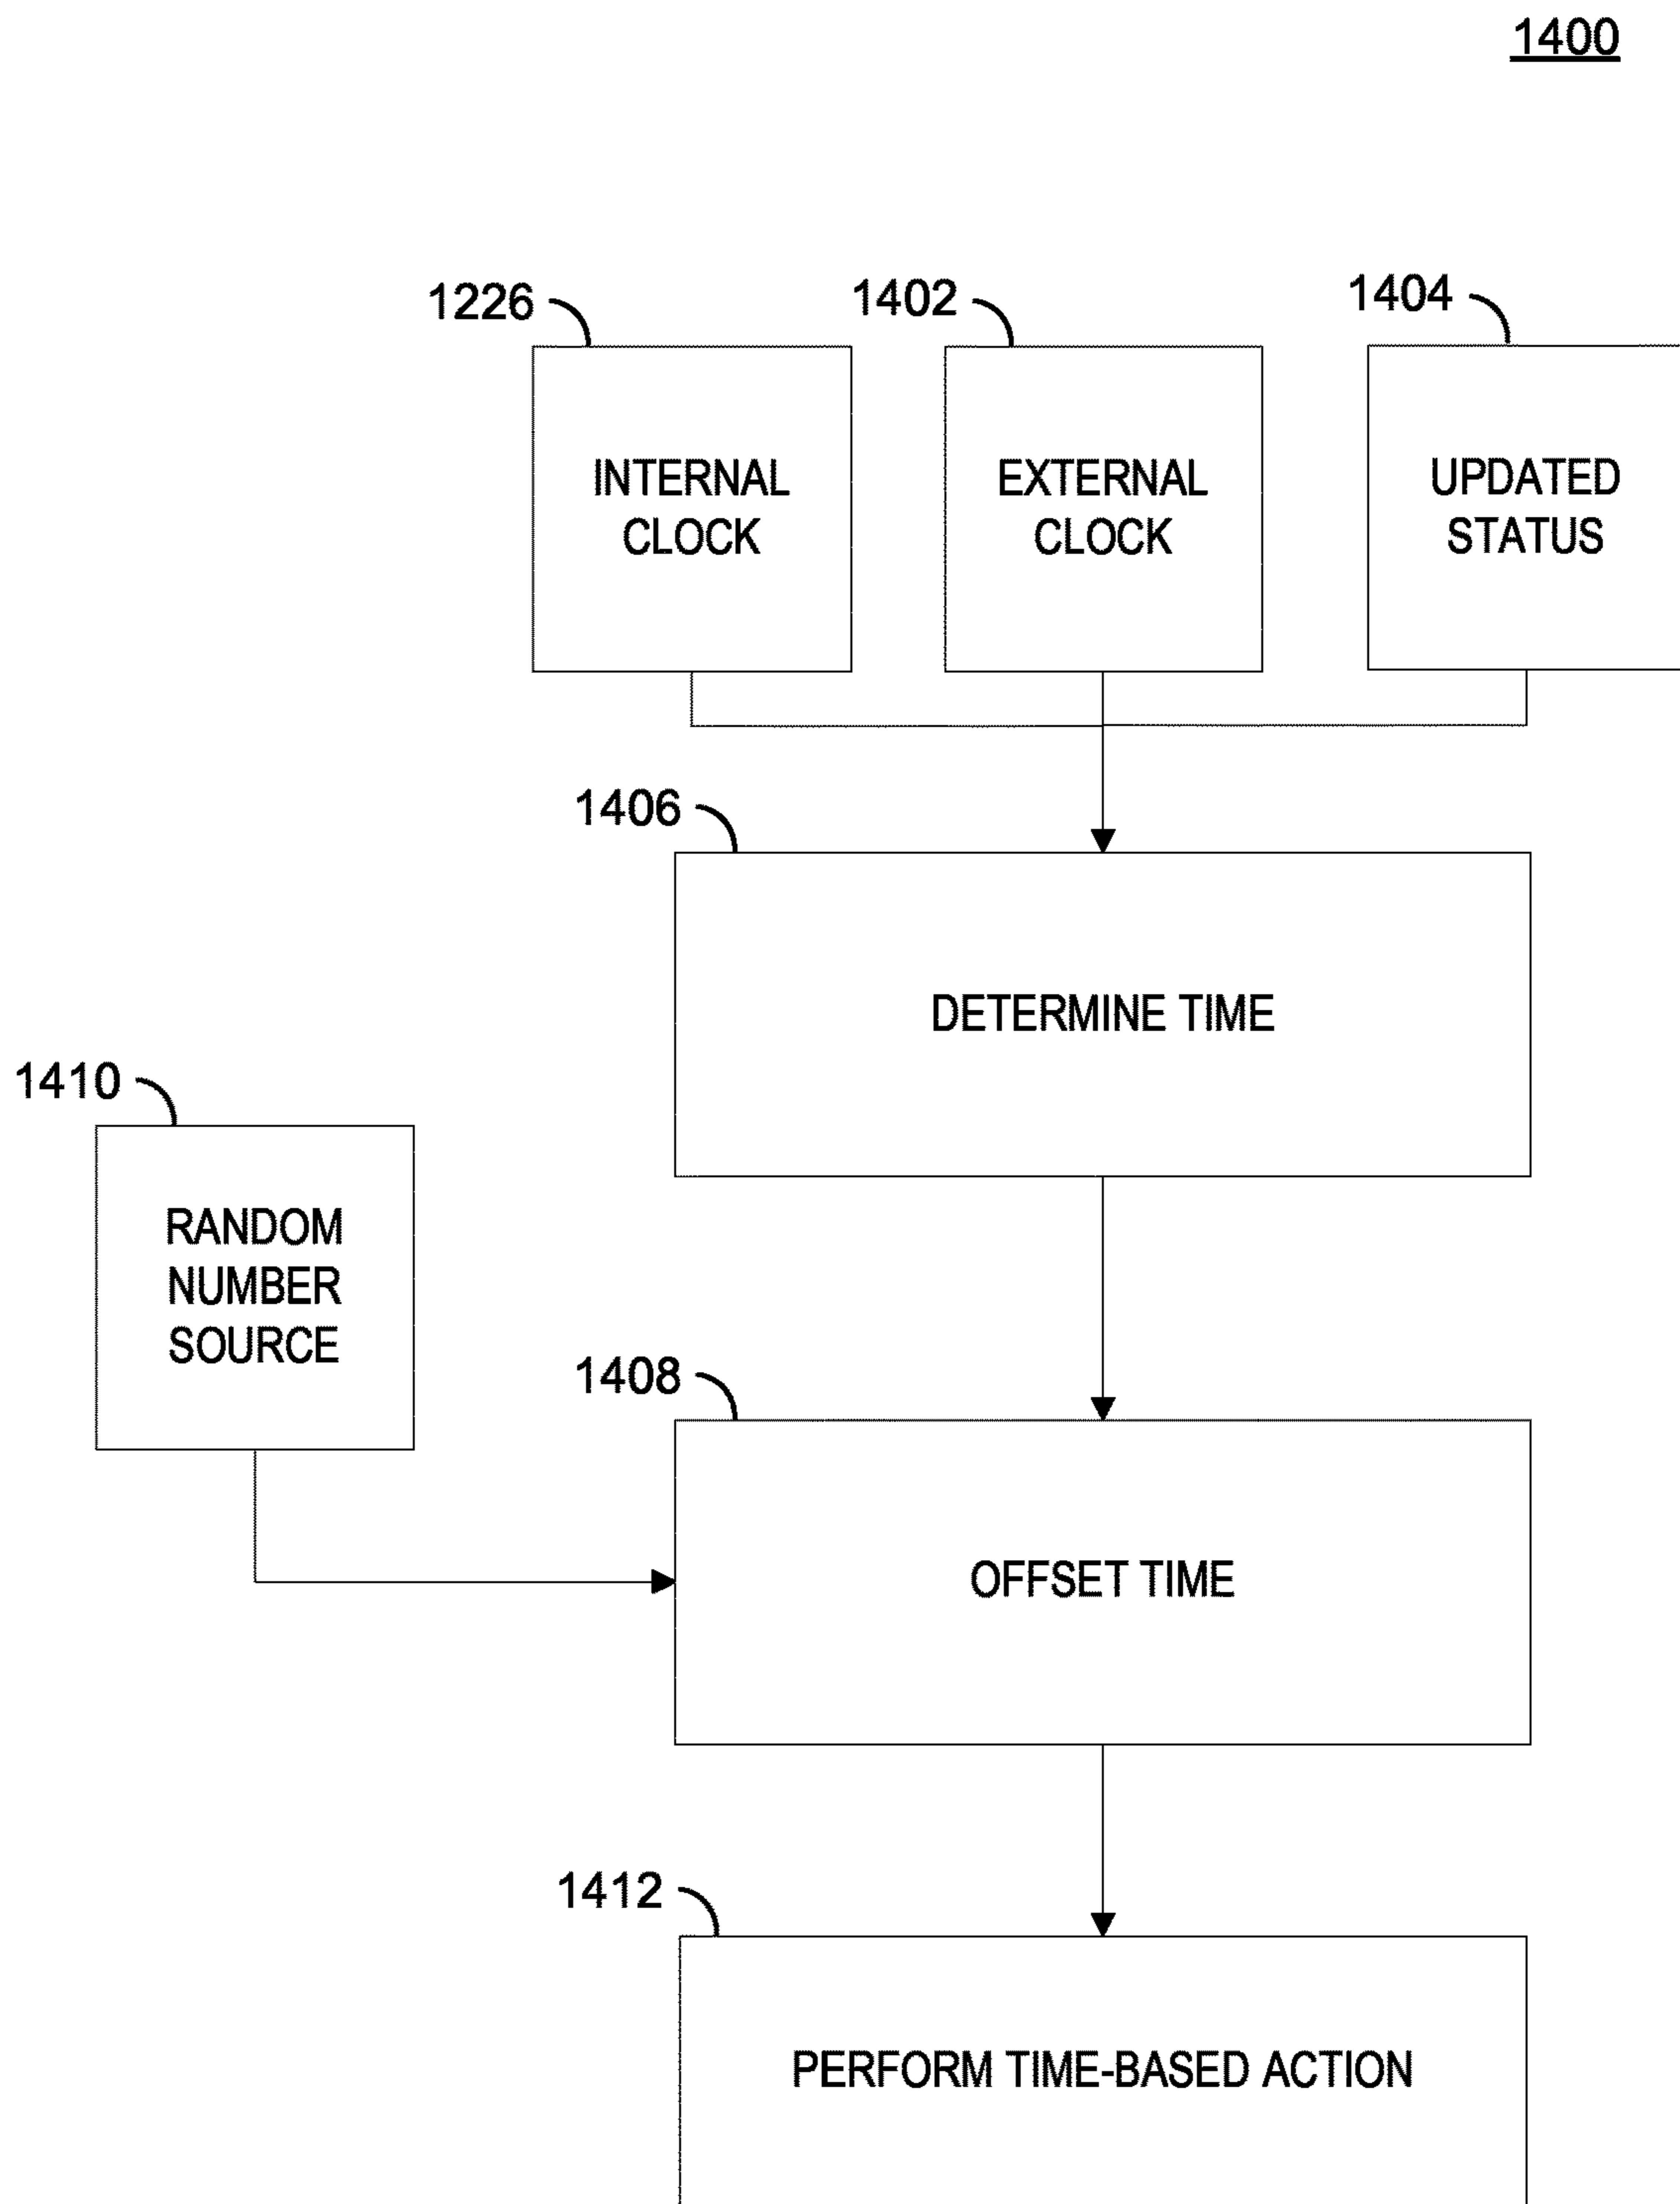 1400
1226
1402
1404
INTERNAL
CLOCK
EXTERNAL
CLOCK
UPDATED
STATUS
1406
DETERMINE TIME
1410
RANDOM
NUMBER
SOURCE
1408
OFFSET TIME
1412
PERFORM TIME-BASED ACTION